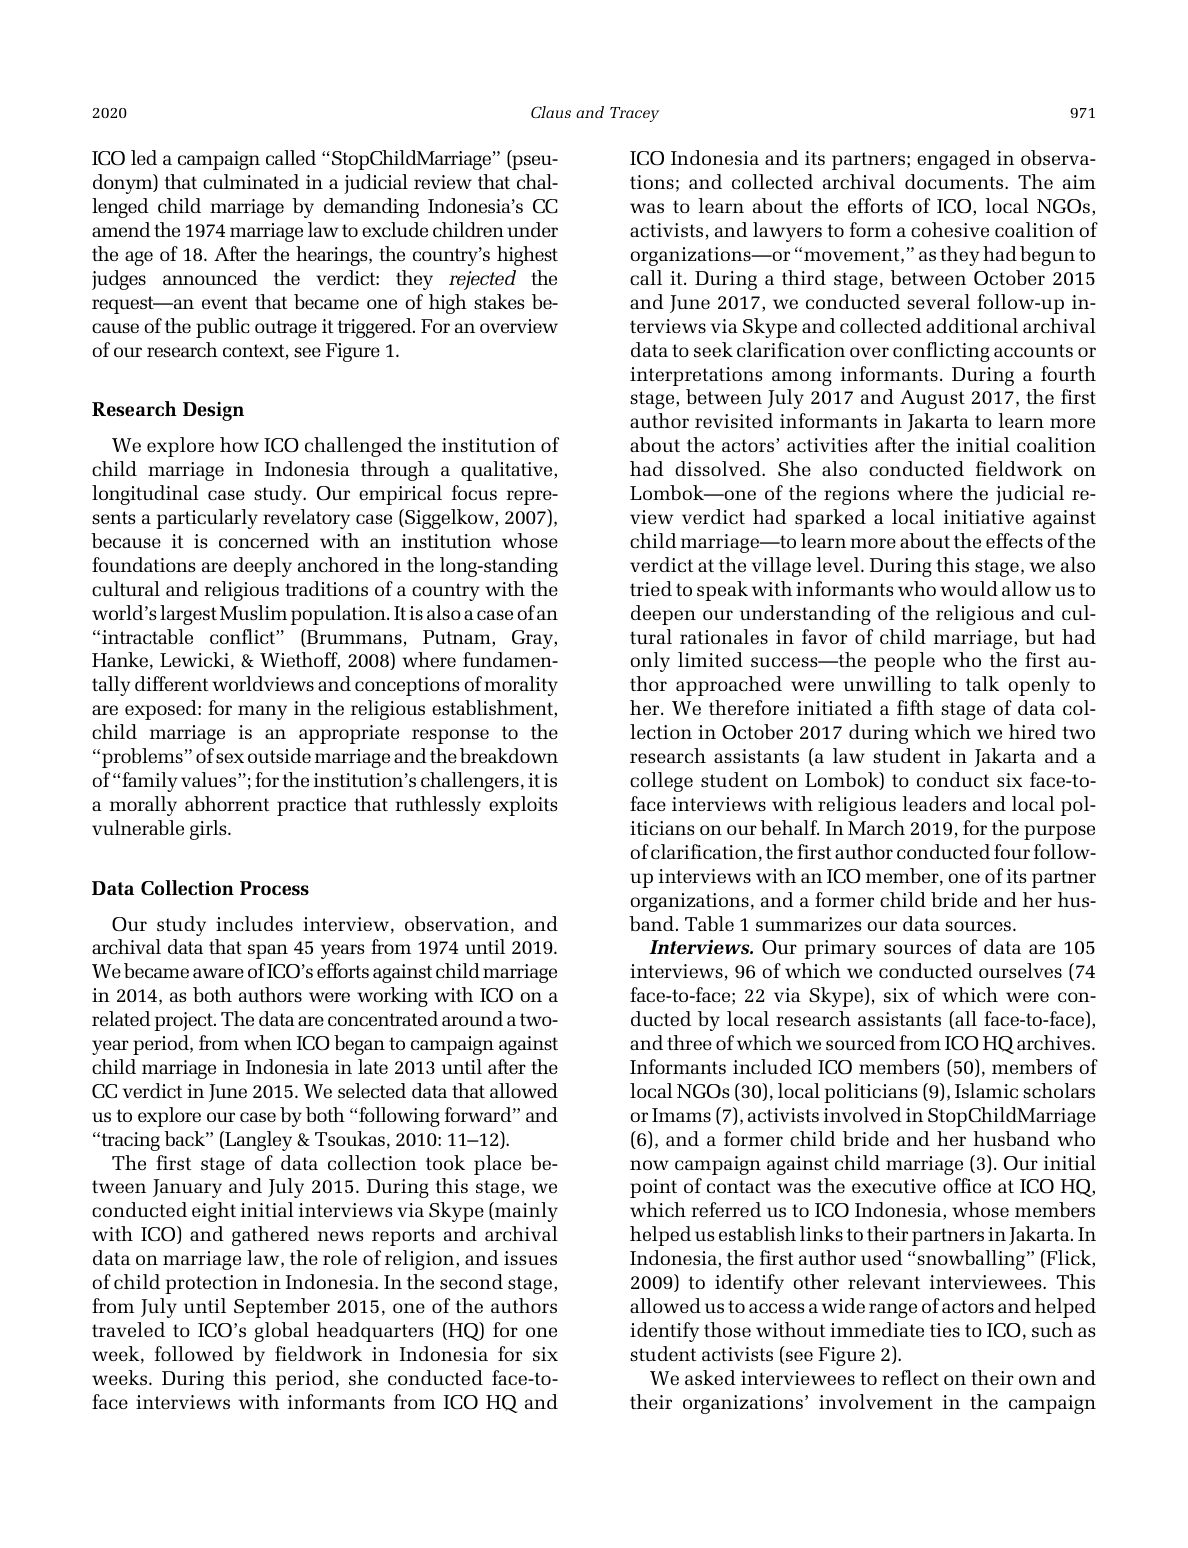 2020
Claus and Tracey
971
ICO led a campaign called “StopChildMarriage” (pseu-
donym) that culminated in a judicial review that chal-
lenged child marriage by demanding Indonesia’s CC
amend the 1974 marriage law to exclude children under
the age of 18. After the hearings, the country’s highest
judges announced the verdict: they rejected the
request—an event that became one of high stakes be-
cause of the public outrage it triggered. For an overview
of our research context, see Figure 1.
Research Design
We explore how ICO challenged the institution of
child marriage in Indonesia through a qualitative,
longitudinal case study. Our empirical focus repre-
sents a particularly revelatory case (Siggelkow, 2007),
because it is concerned with an institution whose
foundations are deeply anchored in the long-standing
cultural and religious traditions of a country with the
world’s largest Muslim population. It is also a case of an
“intractable conflict” (Brummans, Putnam, Gray,
Hanke, Lewicki, & Wiethoff, 2008) where fundamen-
tally different worldviews and conceptions of morality
are exposed: for many in the religious establishment,
child marriage is an appropriate response to the
“problems” of sex outside marriage and the breakdown
of “family values”; for the institution’s challengers, it is
a morally abhorrent practice that ruthlessly exploits
vulnerable girls.
Data Collection Process
Our study includes interview, observation, and
archival data that span 45 years from 1974 until 2019.
We became aware of ICO’s efforts against child marriage
in 2014, as both authors were working with ICO on a
related project. The data are concentrated around a two-
year period, from when ICO began to campaign against
child marriage in Indonesia in late 2013 until after the
CC verdict in June 2015. We selected data that allowed
us to explore our case by both “following forward” and
“tracing back” (Langley & Tsoukas, 2010: 11–12).
The first stage of data collection took place be-
tween January and July 2015. During this stage, we
conducted eight initial interviews via Skype (mainly
with ICO) and gathered news reports and archival
data on marriage law, the role of religion, and issues
of child protection in Indonesia. In the second stage,
from July until September 2015, one of the authors
traveled to ICO’s global headquarters (HQ) for one
week, followed by fieldwork in Indonesia for six
weeks. During this period, she conducted face-to-
face interviews with informants from ICO HQ and
ICO Indonesia and its partners; engaged in observa-
tions; and collected archival documents. The aim
was to learn about the efforts of ICO, local NGOs,
activists, and lawyers to form a cohesive coalition of
organizations—or “movement,” as they had begun to
call it. During a third stage, between October 2015
and June 2017, we conducted several follow-up in-
terviews via Skype and collected additional archival
data to seek clarification over conflicting accounts or
interpretations among informants. During a fourth
stage, between July 2017 and August 2017, the first
author revisited informants in Jakarta to learn more
about the actors’ activities after the initial coalition
had dissolved. She also conducted fieldwork on
Lombok—one of the regions where the judicial re-
view verdict had sparked a local initiative against
child marriage—to learn more about the effects of the
verdict at the village level. During this stage, we also
tried to speak with informants who would allow us to
deepen our understanding of the religious and cul-
tural rationales in favor of child marriage, but had
only limited success—the people who the first au-
thor approached were unwilling to talk openly to
her. We therefore initiated a fifth stage of data col-
lection in October 2017 during which we hired two
research assistants (a law student in Jakarta and a
college student on Lombok) to conduct six face-to-
face interviews with religious leaders and local pol-
iticians on our behalf. In March 2019, for the purpose
of clarification, the first author conducted four follow-
up interviews with an ICO member, one of its partner
organizations, and a former child bride and her hus-
band. Table 1 summarizes our data sources.
Interviews. Our primary sources of data are 105
interviews, 96 of which we conducted ourselves (74
face-to-face; 22 via Skype), six of which were con-
ducted by local research assistants (all face-to-face),
and three of which we sourced from ICO HQ archives.
Informants included ICO members (50), members of
local NGOs (30), local politicians (9), Islamic scholars
or Imams (7), activists involved in StopChildMarriage
(6), and a former child bride and her husband who
now campaign against child marriage (3). Our initial
point of contact was the executive office at ICO HQ,
which referred us to ICO Indonesia, whose members
helped us establish links to their partners in Jakarta. In
Indonesia, the first author used “snowballing” (Flick,
2009) to identify other relevant interviewees. This
allowed us to access a wide range of actors and helped
identify those without immediate ties to ICO, such as
student activists (see Figure 2).
We asked interviewees to reflect on their own and
their organizations’ involvement in the campaign